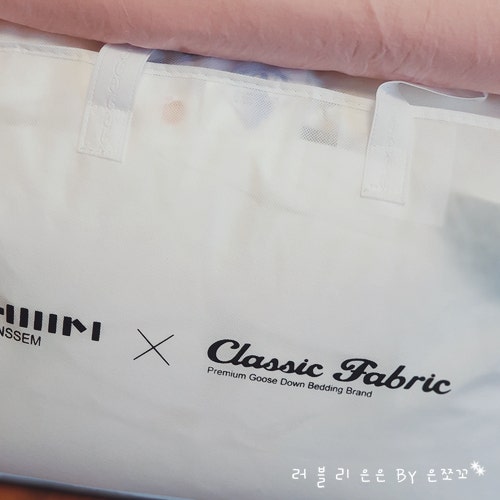 NSSEM
×
Classic Fabric
Premium Goose Down Bedding Brand
러블리은은 BY 은쪼꼬